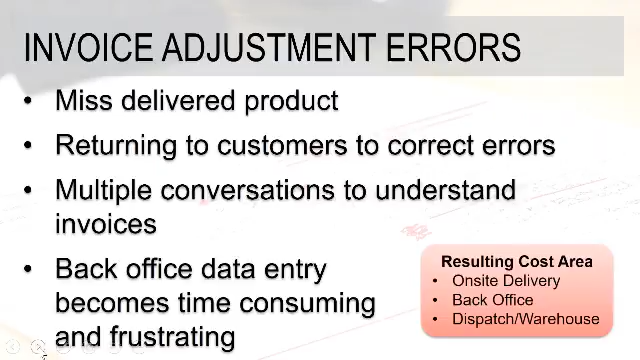 INVOICE ADJUSTMENT ERRORS
• Miss delivered product
• Returning to customers to correct errors
• Multiple conversations to understand
invoices
• Back office data entry
becomes time consuming
and frustrating
Resulting Cost Area
• Onsite Delivery
• Back Office
• Dispatch/Warehouse